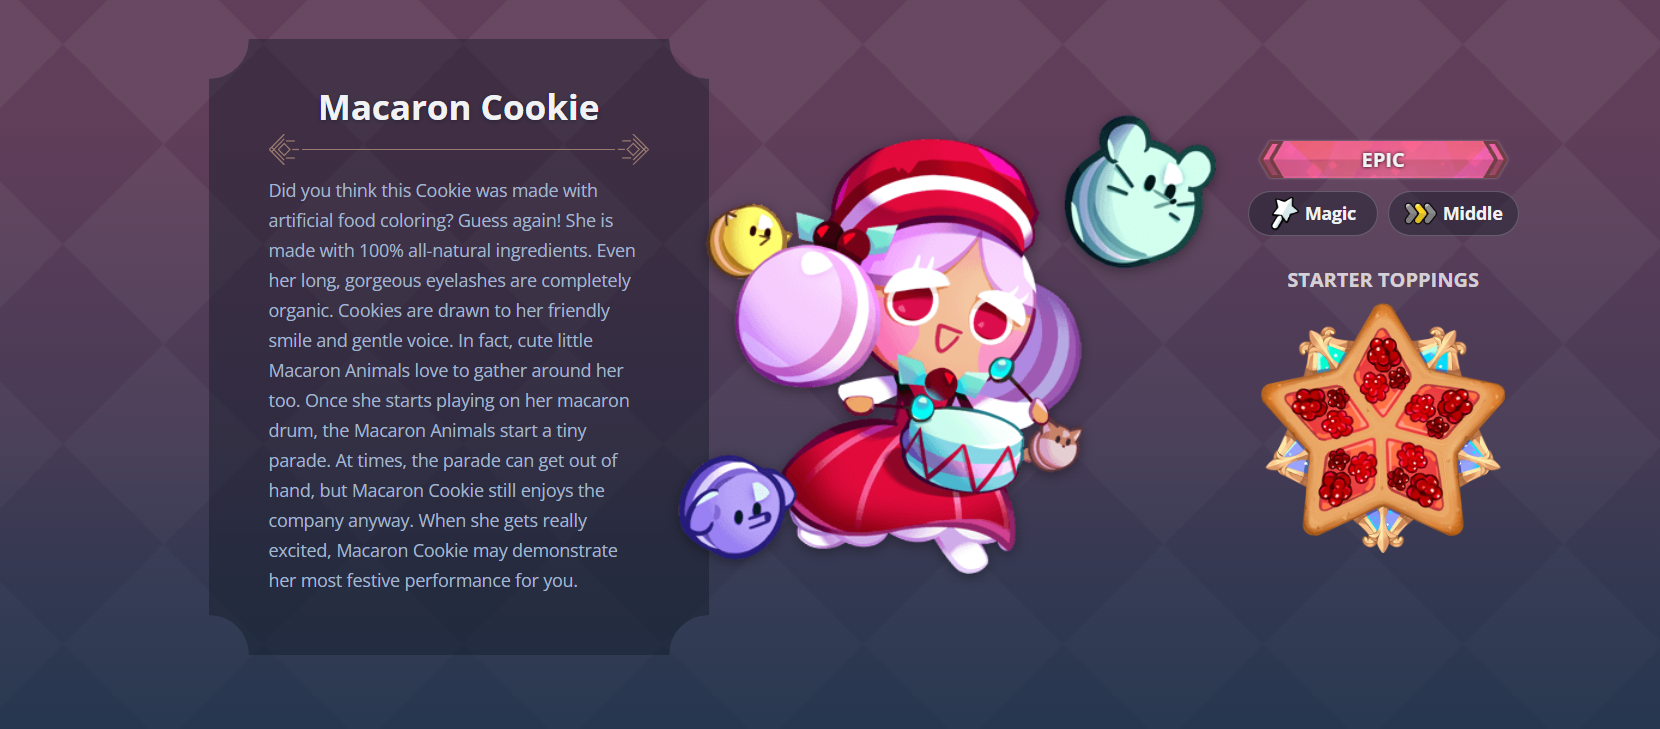 Macaron Cookie
Did you think this Cookie was made with
artificial food coloring? Guess again! She is
made with 100% all-natural ingredients. Even
her long, gorgeous eyelashes are completely
organic. Cookies are drawn to her friendly
smile and gentle voice. In fact, cute little
Macaron Animals love to gather around her
too. Once she starts playing on her macaron
drum, the Macaron Animals start a tiny
parade. At times, the parade can get out of
hand, but Macaron Cookie still enjoys the
company anyway. When she gets really
excited, Macaron Cookie may demonstrate
her most festive performance for you.
EPIC
Magic
Middle
STARTER TOPPINGS